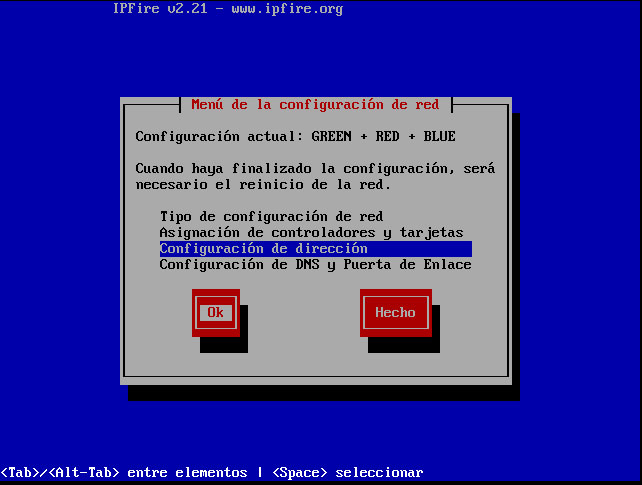 IPFire v2.21 - www.ipfire.org
Menú de la configuración de red
Configuración actual: GREEN + RED + BLUE
Cuando haya finalizado la configuración, será
necesario el reinicio de la red.
Tipo de configuración de red
Asignación de controladores y tarjetas
Configuración de dirección
Configuración de DNS y Puerta de Enlace
Ok Hecho
<Tab>/<Alt-Tab> entre elementos | <Space> seleccionar